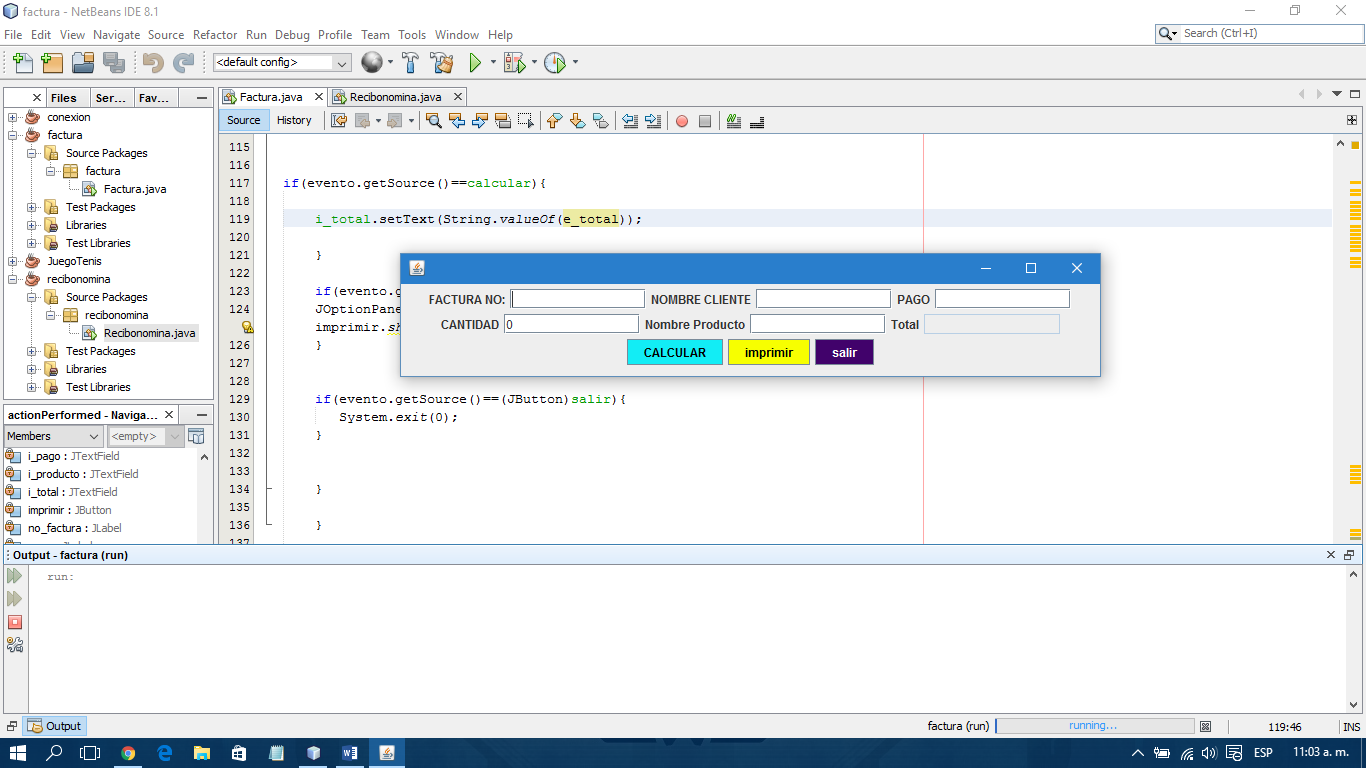 factura - NetBeans IDE 8.1
File Edit View Navigate Source Refactor Run Debug Profile Team Tools Window Help
Search (Ctrl+I)
<default config>
Files Ser... Fav...
Factura.java Recibonomina.java
Source History
conexion
factura
Source Packages
factura
Factura.java
Test Packages
Libraries
Test Libraries
JuegoTenis
recibonomina
Source Packages
recibonomina
Recibonomina.java
Test Packages
Libraries
Test Libraries
actionPerformed - Naviga...
Members <empty>
i_pago : JTextField
i_producto : JTextField
i_total : JTextField
imprimir : JButton
no_factura : JLabel
115
116
117 if(evento.getSource()==calcular){
118
119 i_total.setText(String.valueOf(e_total));
120
121 }
122
123 if(evento.g
124 JOptionPane
imprimir.sh
126 }
127
128
129 if(evento.getSource()==(JButton)salir){
130 System.exit(0);
131 }
132
133
134 }
135
136 }
137
FACTURA NO: NOMBRE CLIENTE PAGO
CANTIDAD 0 Nombre Producto Total
CALCULAR imprimir salir
Output - factura (run)
run:
Output
factura (run) running... 119:46 INS
ESP 11:03 a. m.